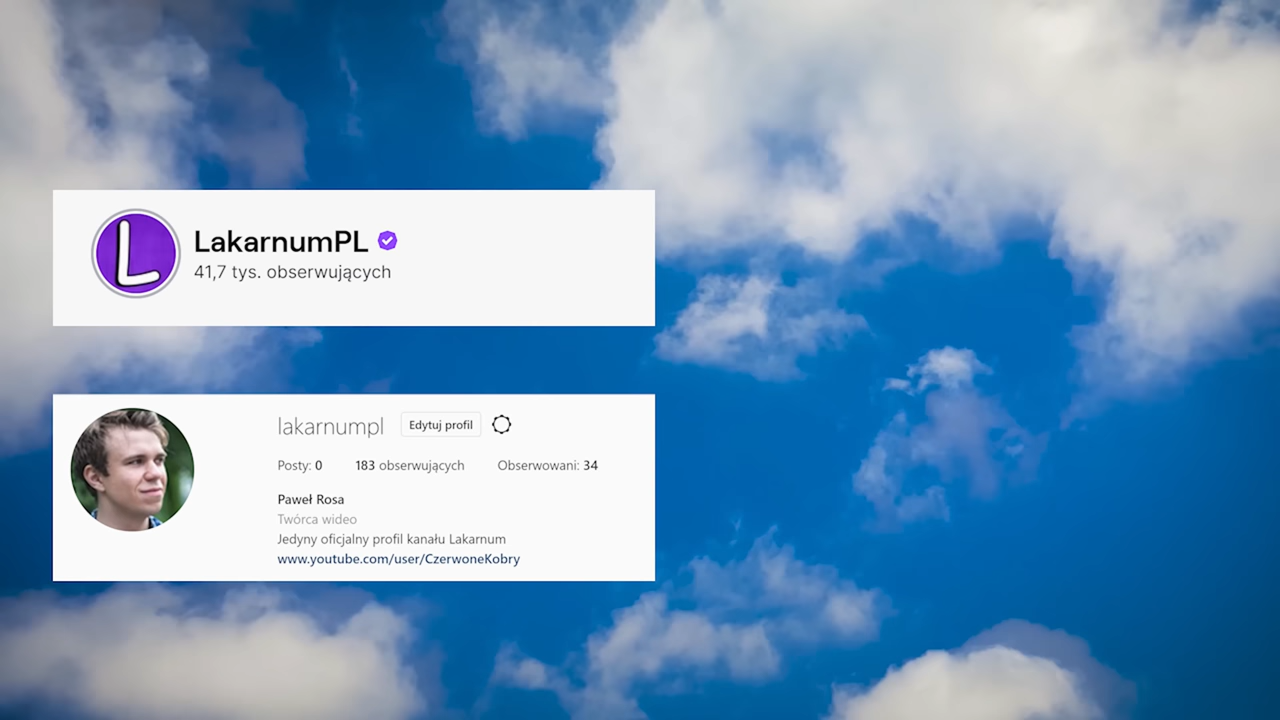 L
LakarnumPL
41,7 tys. obserwujących
lakarnumpl Edytuj profil
Posty: 0 183 obserwujących Obserwowani: 34
Paweł Rosa
Twórca wideo
Jedyny oficjalny profil kanału Lakarnum
www.youtube.com/user/CzerwoneKobry